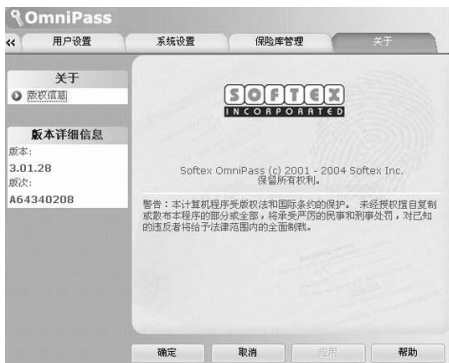 OmniPass
« 用户设置 系统设置 保险库管理 关于
关于
版权信息
版本详细信息
版本:
3.01.28
版次:
A64340208
SOFTEX
INCORPORATED
Softex OmniPass (c) 2001 - 2004 Softex Inc.
保留所有权利。
警告：本计算机程序受版权法和国际条约的保护。 未经授权擅自复制
或散布本程序的部分或全部，将承受严厉的民事和刑事处罚，对已知
的违反者将给予法律范围内的全面制裁。
确定 取消 应用 帮助